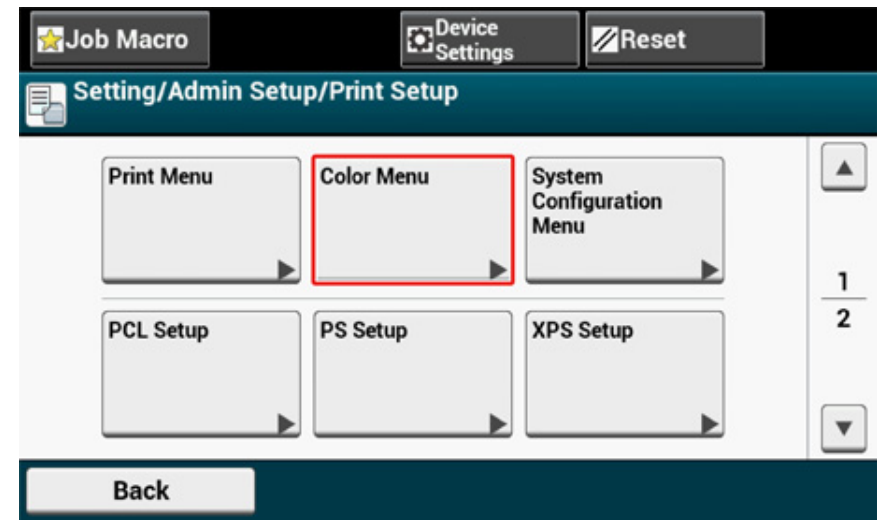 Job Macro
Device
Settings
Reset
Setting/Admin Setup/Print Setup
Print Menu
Color Menu
System
Configuration
Menu
PCL Setup
PS Setup
XPS Setup
1
2
Back